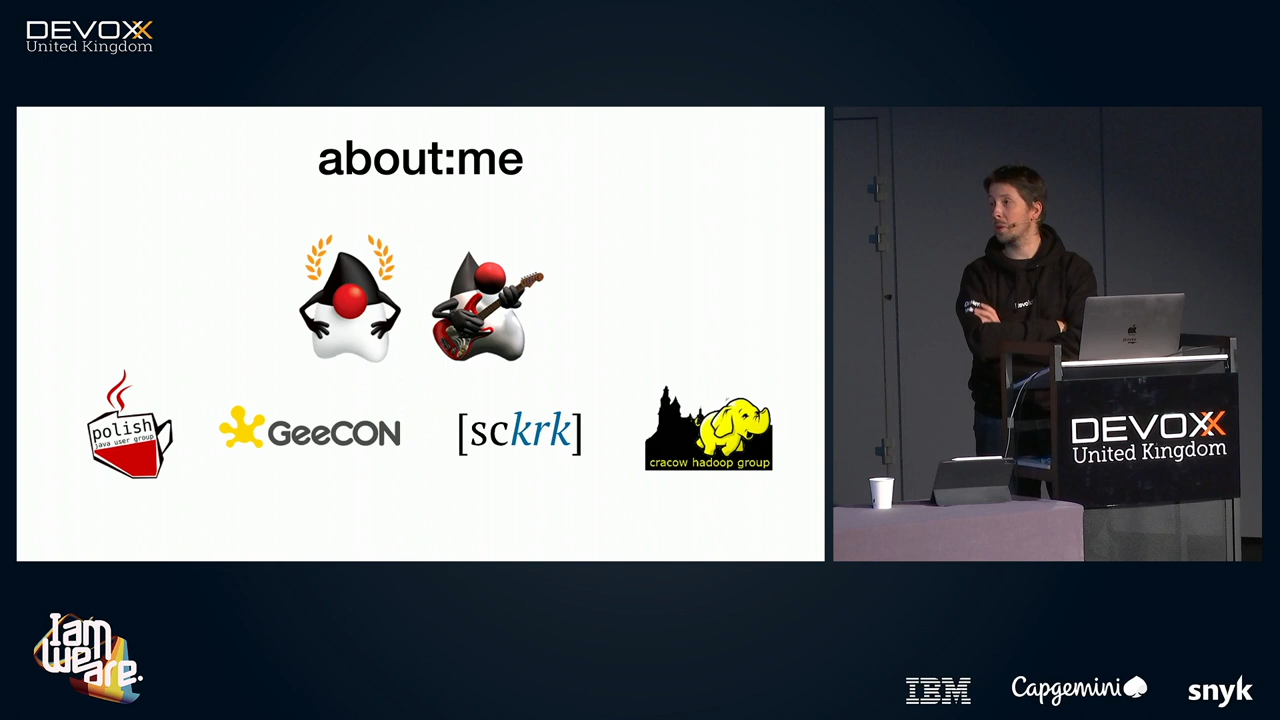 DEVOXX
United Kingdom
about:me
polish
java user group
GeeCON
[sckrk]
cracow hadoop group
DEVOXX
United Kingdom
I am
We are.
IBM
Capgemini
snyk